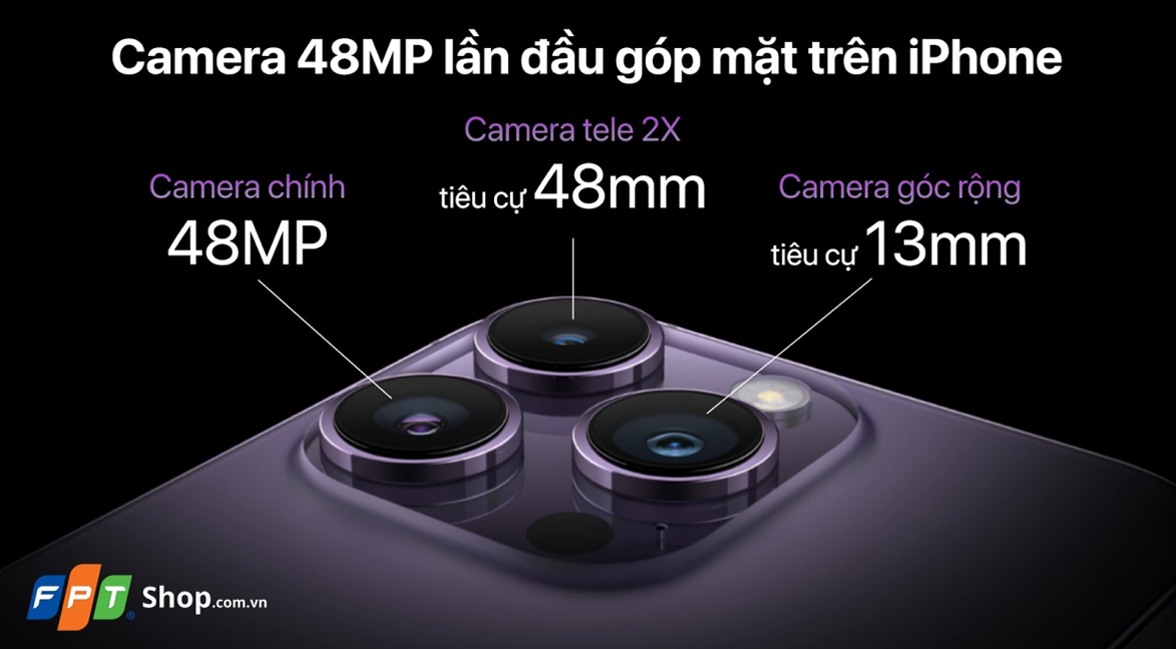 Camera 48MP lần đầu góp mặt trên iPhone
Camera tele 2X
tiêu cự 48mm
Camera chính
48MP
Camera góc rộng
tiêu cự 13mm
FPT Shop.com.vn